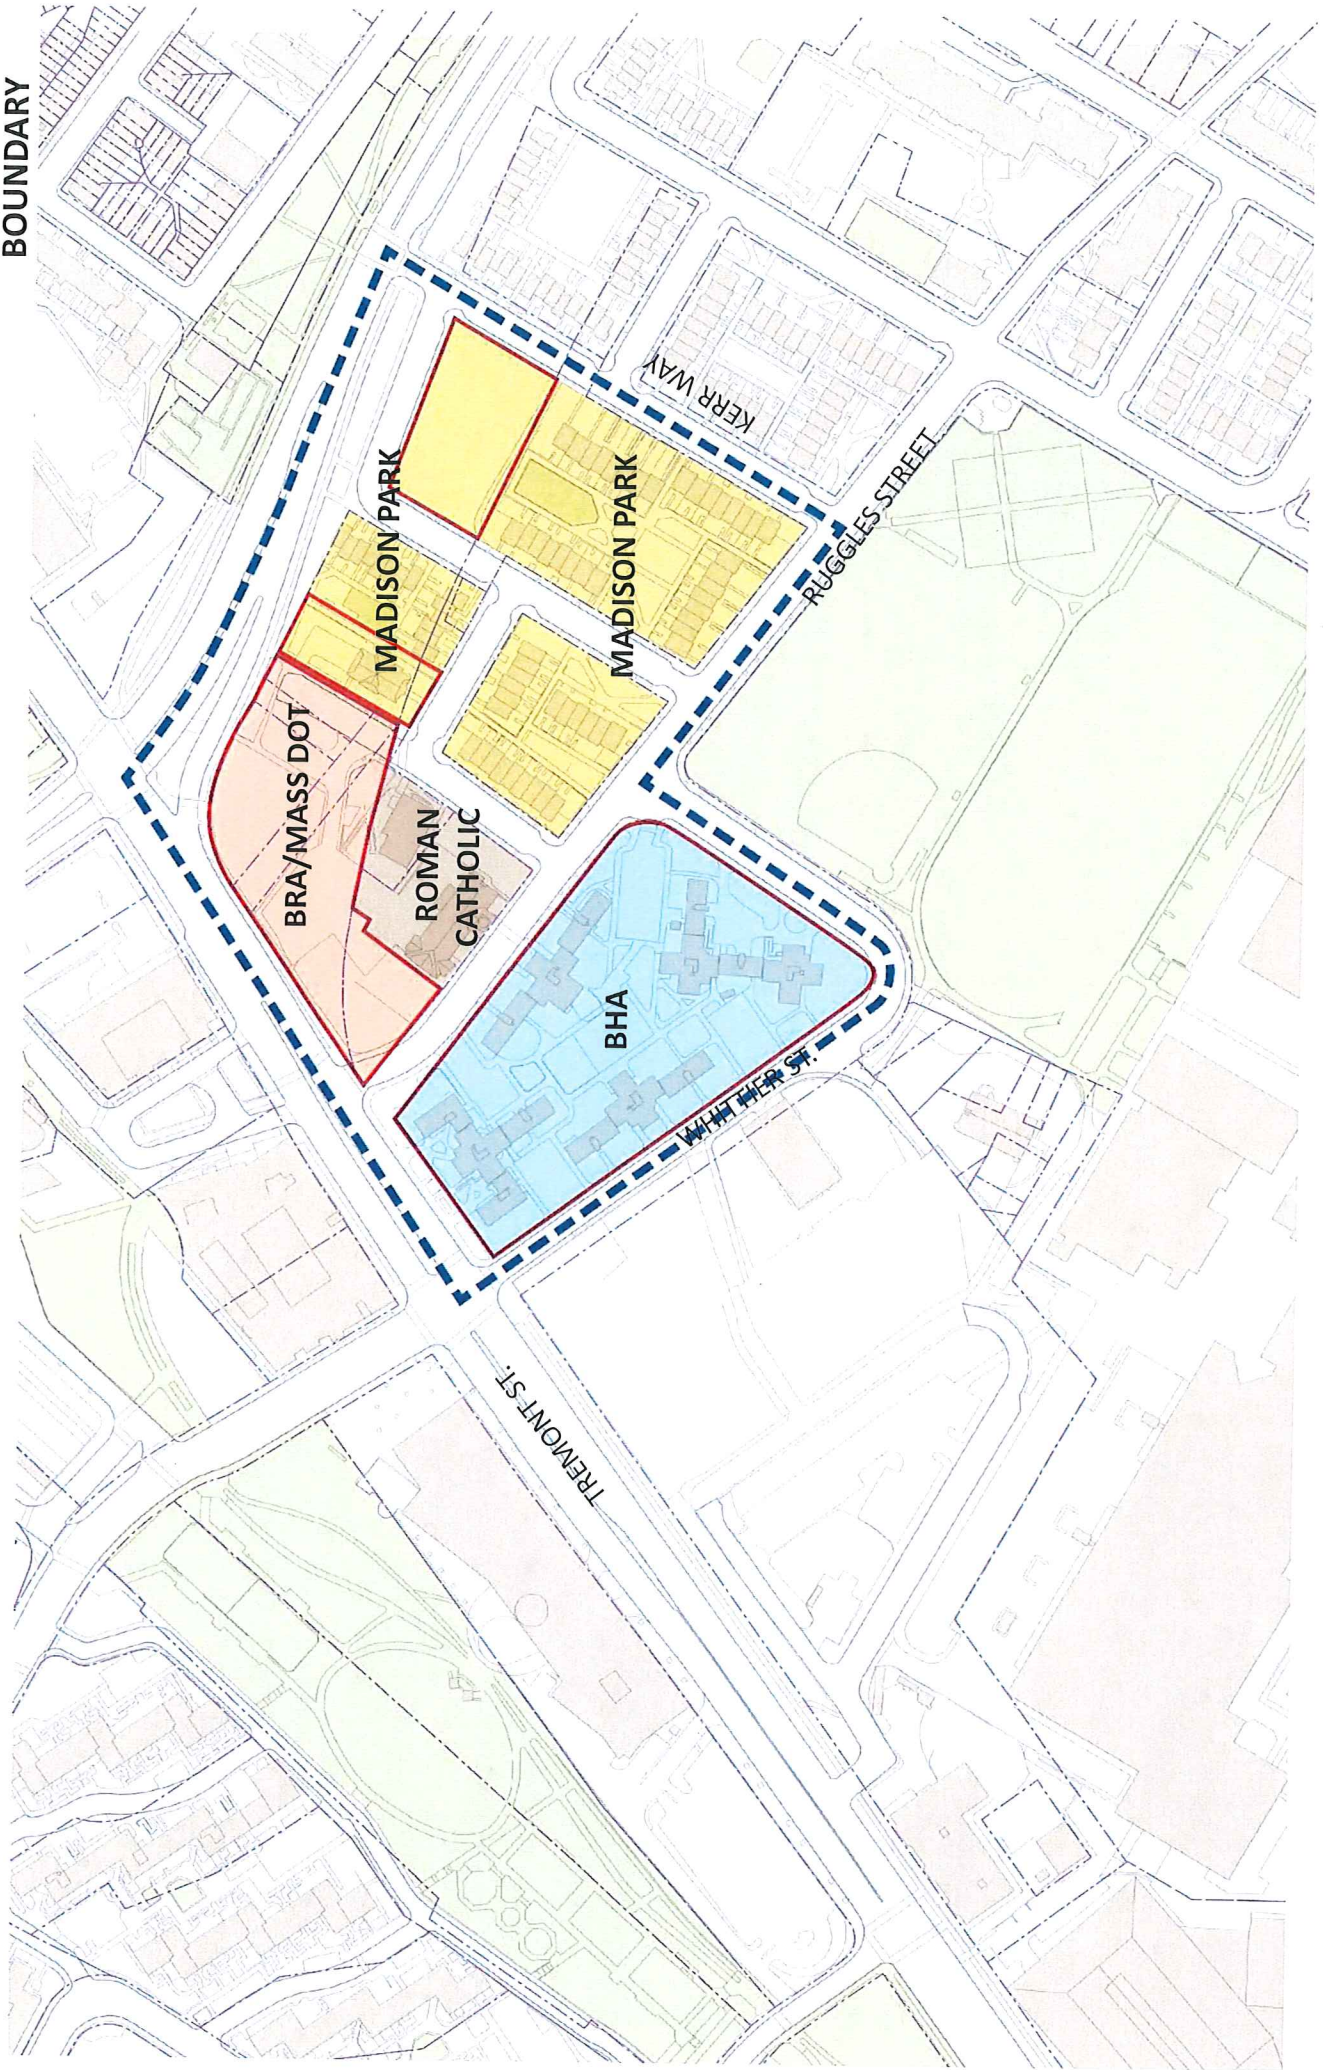 BOUNDARY
MADISON PARK
MADISON PARK
BRA/MASS DOT
ROMAN
CATHOLIC
BHA
KERR WAY
RUGGLES STREET
WHITTIER ST.
TREMONT ST.